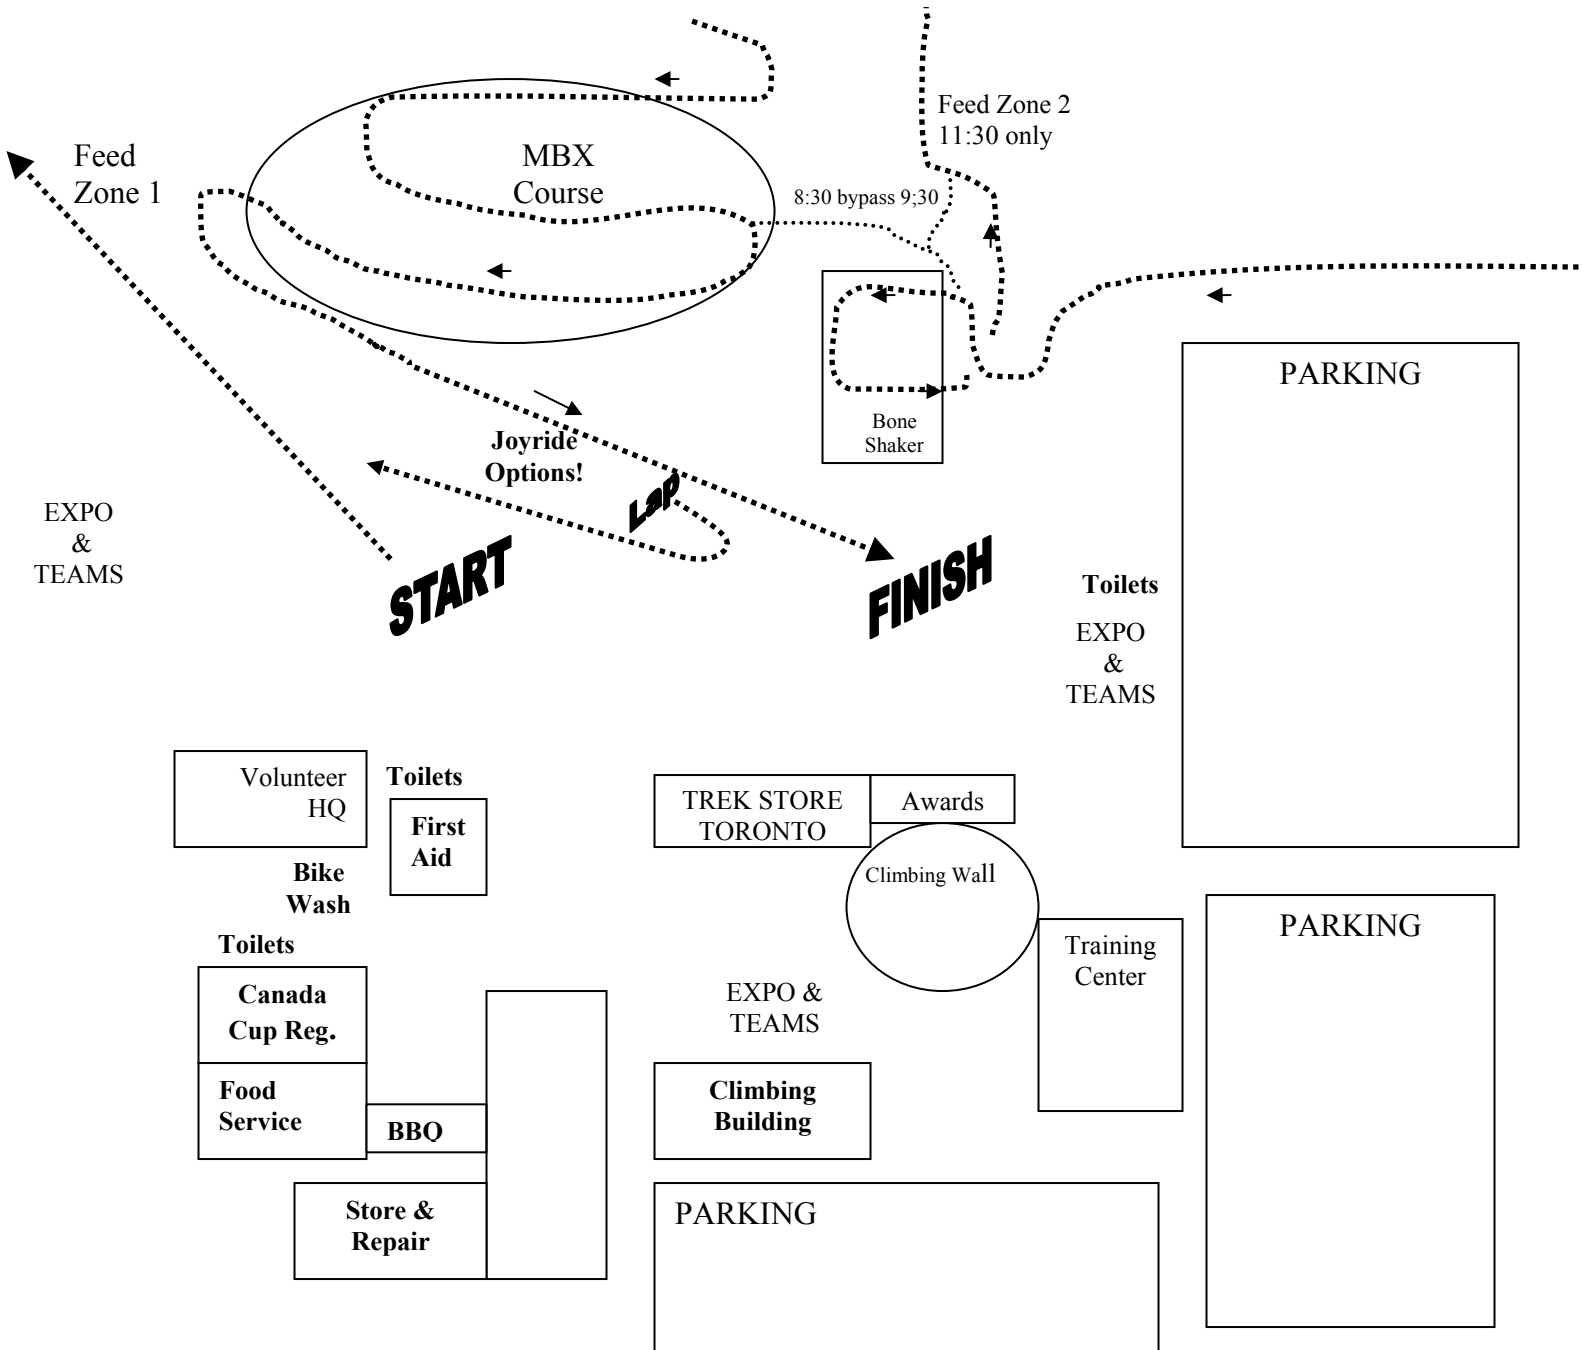 Feed Zone 2
11:30 only
Feed
Zone 1
MBX
Course
8:30 bypass 9;30
PARKING
Bone
Shaker
Joyride
Options!
Lap
EXPO
&
TEAMS
START
FINISH
Toilets
EXPO
&
TEAMS
Volunteer
HQ
Toilets
First
Aid
TREK STORE
TORONTO
Awards
Bike
Wash
Climbing Wall
PARKING
Toilets
Training
Center
Canada
Cup Reg.
EXPO &
TEAMS
Food
Service
BBQ
Climbing
Building
Store &
Repair
PARKING